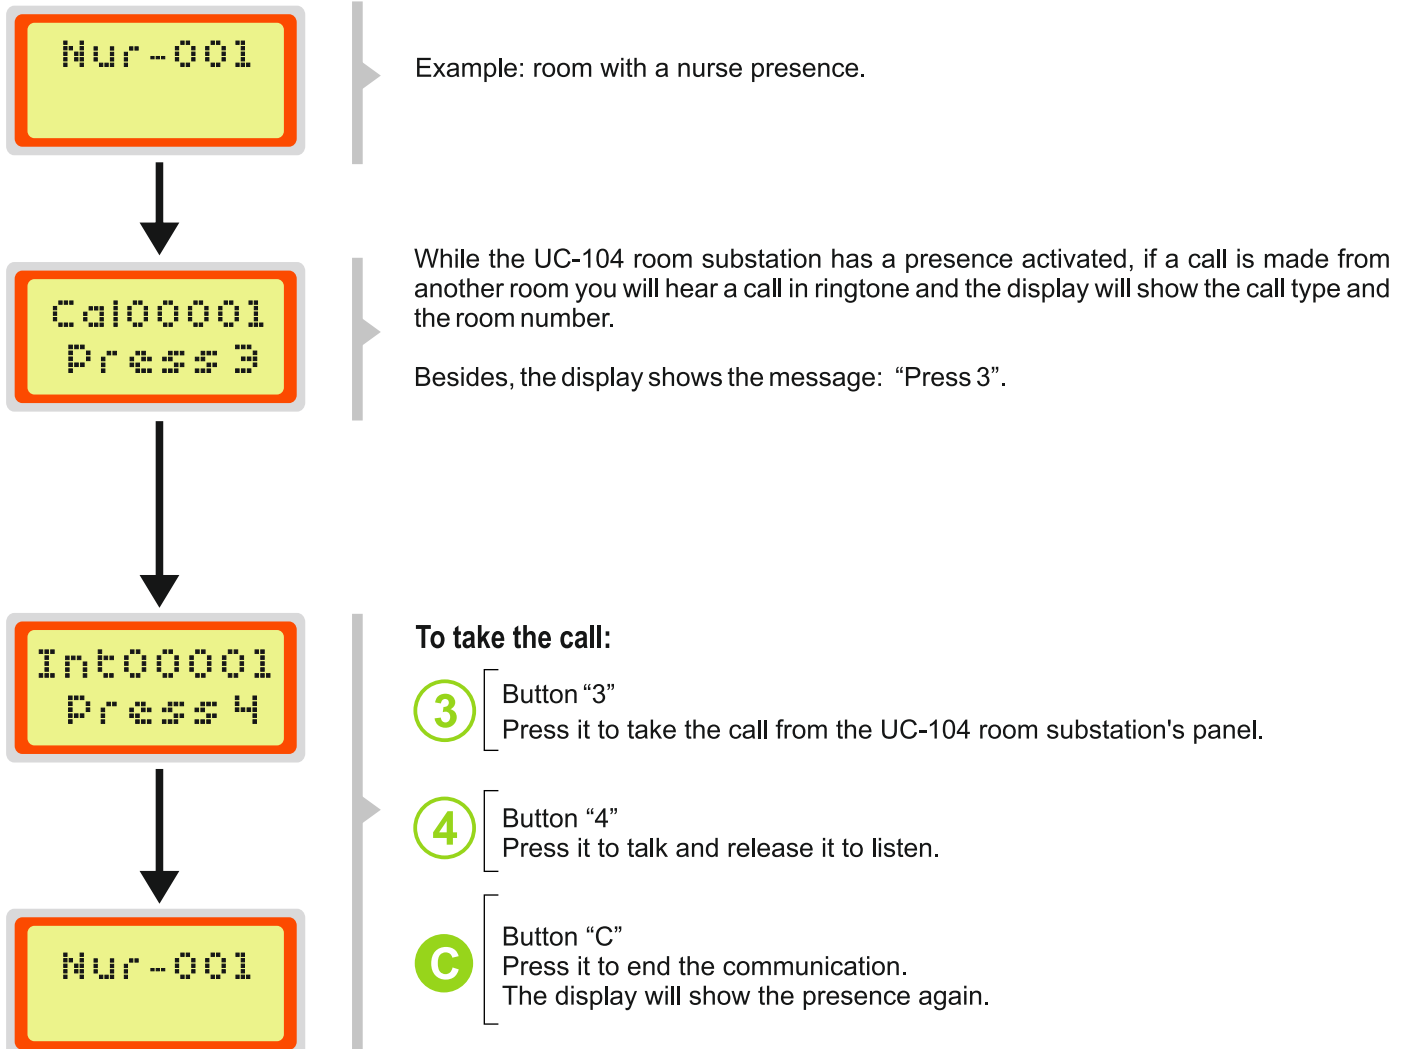 Nur-001
Example: room with a nurse presence.
Cal00001
Press 3
While the UC-104 room substation has a presence activated, if a call is made from
another room you will hear a call in ringtone and the display will show the call type and
the room number.
Besides, the display shows the message: “Press 3”.
Int00001
Press 4
To take the call:
3
Button “3”
Press it to take the call from the UC-104 room substation's panel.
4
Button “4”
Press it to talk and release it to listen.
C
Button “C”
Press it to end the communication.
The display will show the presence again.
Nur-001